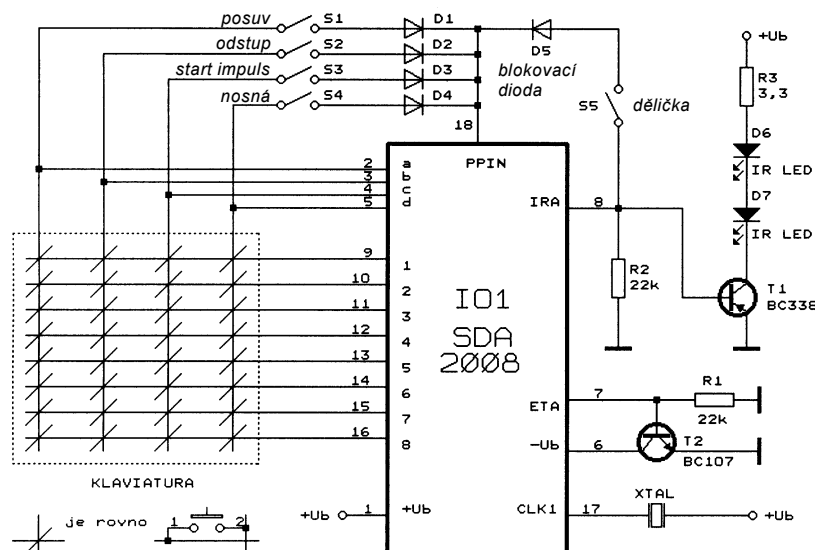 posuv S1 D1
odstup S2 D2 D5 +Ub
start impuls S3 D3 blokovací
nosná S4 D4 dioda S5 dělička R3
3,3
18
D6
PPIN
IR LED
2 a
3 b
4 c
5 d IRA 8 D7
IR LED
9 1
10 2 R2
22k
T1
BC338
11 3
12 4
13 5
14 6
15 7
16 8
IO1
SDA
2008
ETA 7 R1
22k
-Ub 6 T2
BC107
KLAVIATURA
je rovno 1 2
+Ub 1 +Ub CLK1 17 XTAL +Ub